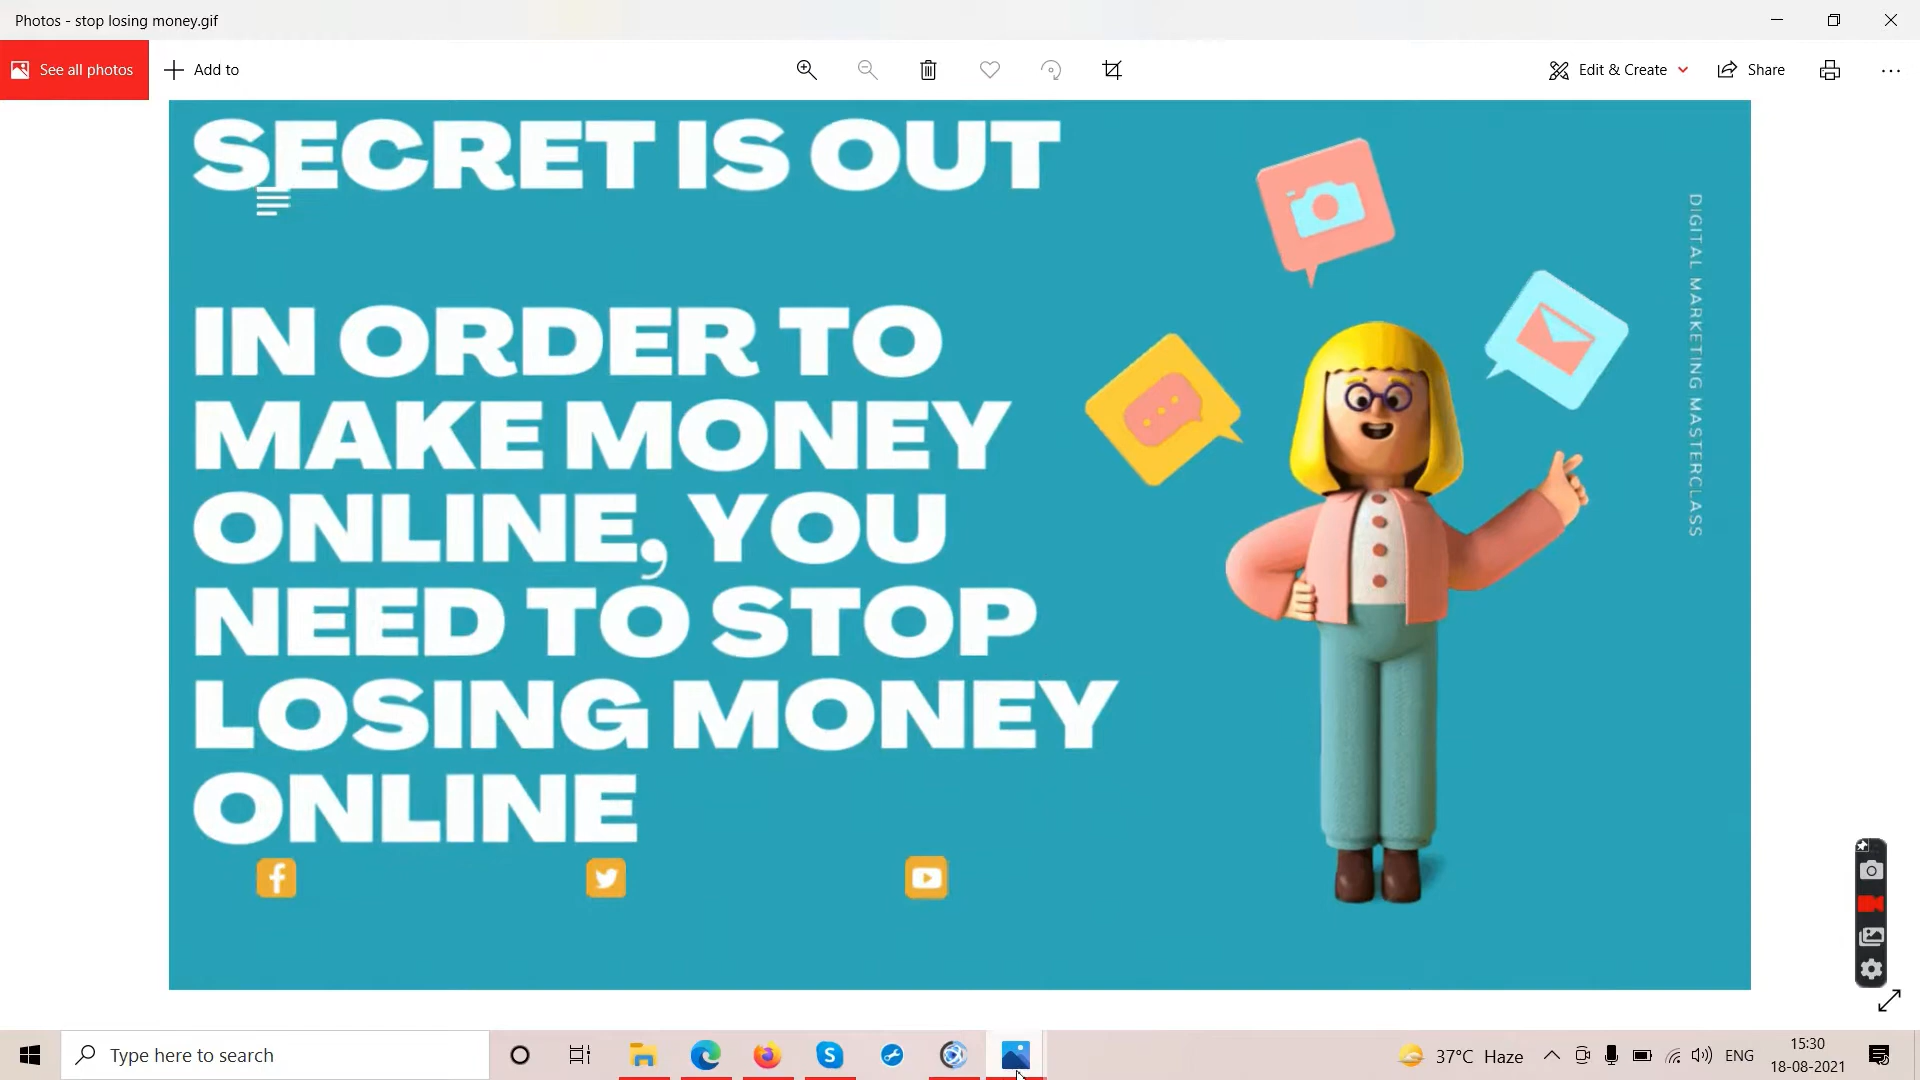 Photos - stop losing money.gif
See all photos
Add to
Edit & Create
Share
SECRET IS OUT
IN ORDER TO
MAKE MONEY
ONLINE, YOU
NEED TO STOP
LOSING MONEY
ONLINE
DIGITAL MARKETING MASTERCLASS
Type here to search
37°C Haze
ENG
15:30
18-08-2021